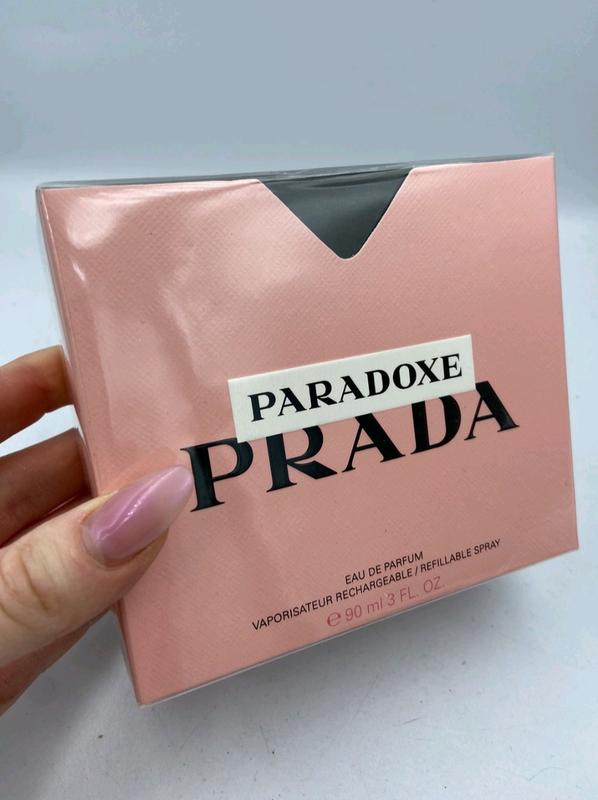 PARADOXE
PRADA
EAU DE PARFUM
VAPORISATEUR RECHARGEABLE / REFILLABLE SPRAY
℮ 90 ml 3 FL. OZ.